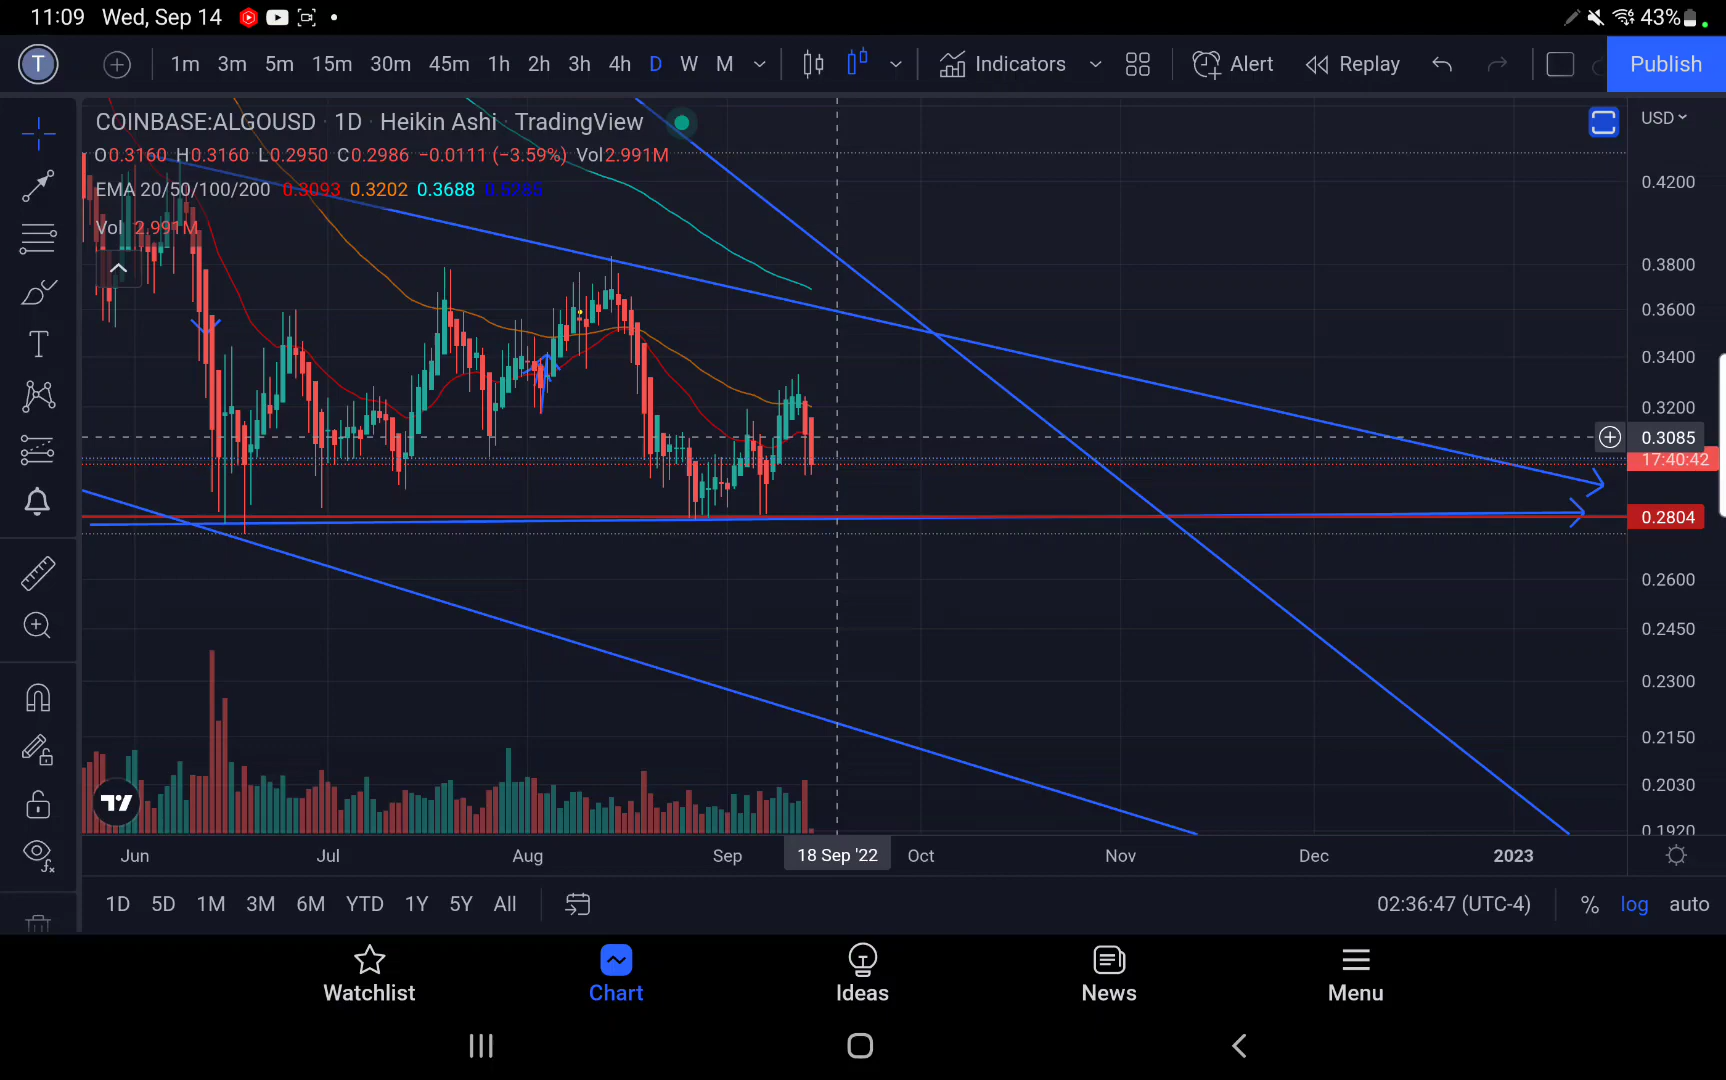 11:09 Wed, Sep 14
43%
T 1m 3m 5m 15m 30m 45m 1h 2h 3h 4h D W M Indicators Alert Replay Publish
COINBASE:ALGOUSD · 1D · Heikin Ashi · TradingView
USD
O0.3160 H0.3160 L0.2950 C0.2986 −0.0111 (−3.59%) Vol2.991M
EMA 20/50/100/200 0.3093 0.3202 0.3688 0.5285
Vol 2.991M
0.4200
0.3800
0.3600
0.3400
0.3200
0.3085
17:40:42
0.2804
0.2600
0.2450
0.2300
0.2150
0.2030
0.1920
Jun Jul Aug Sep 18 Sep '22 Oct Nov Dec 2023
1D 5D 1M 3M 6M YTD 1Y 5Y All 02:36:47 (UTC-4) % log auto
Watchlist Chart Ideas News Menu